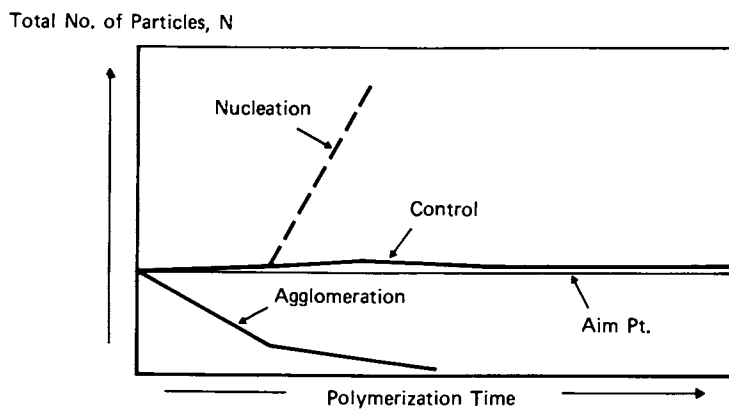 Total No. of Particles, N
Nucleation
Control
Agglomeration
Aim Pt.
Polymerization Time